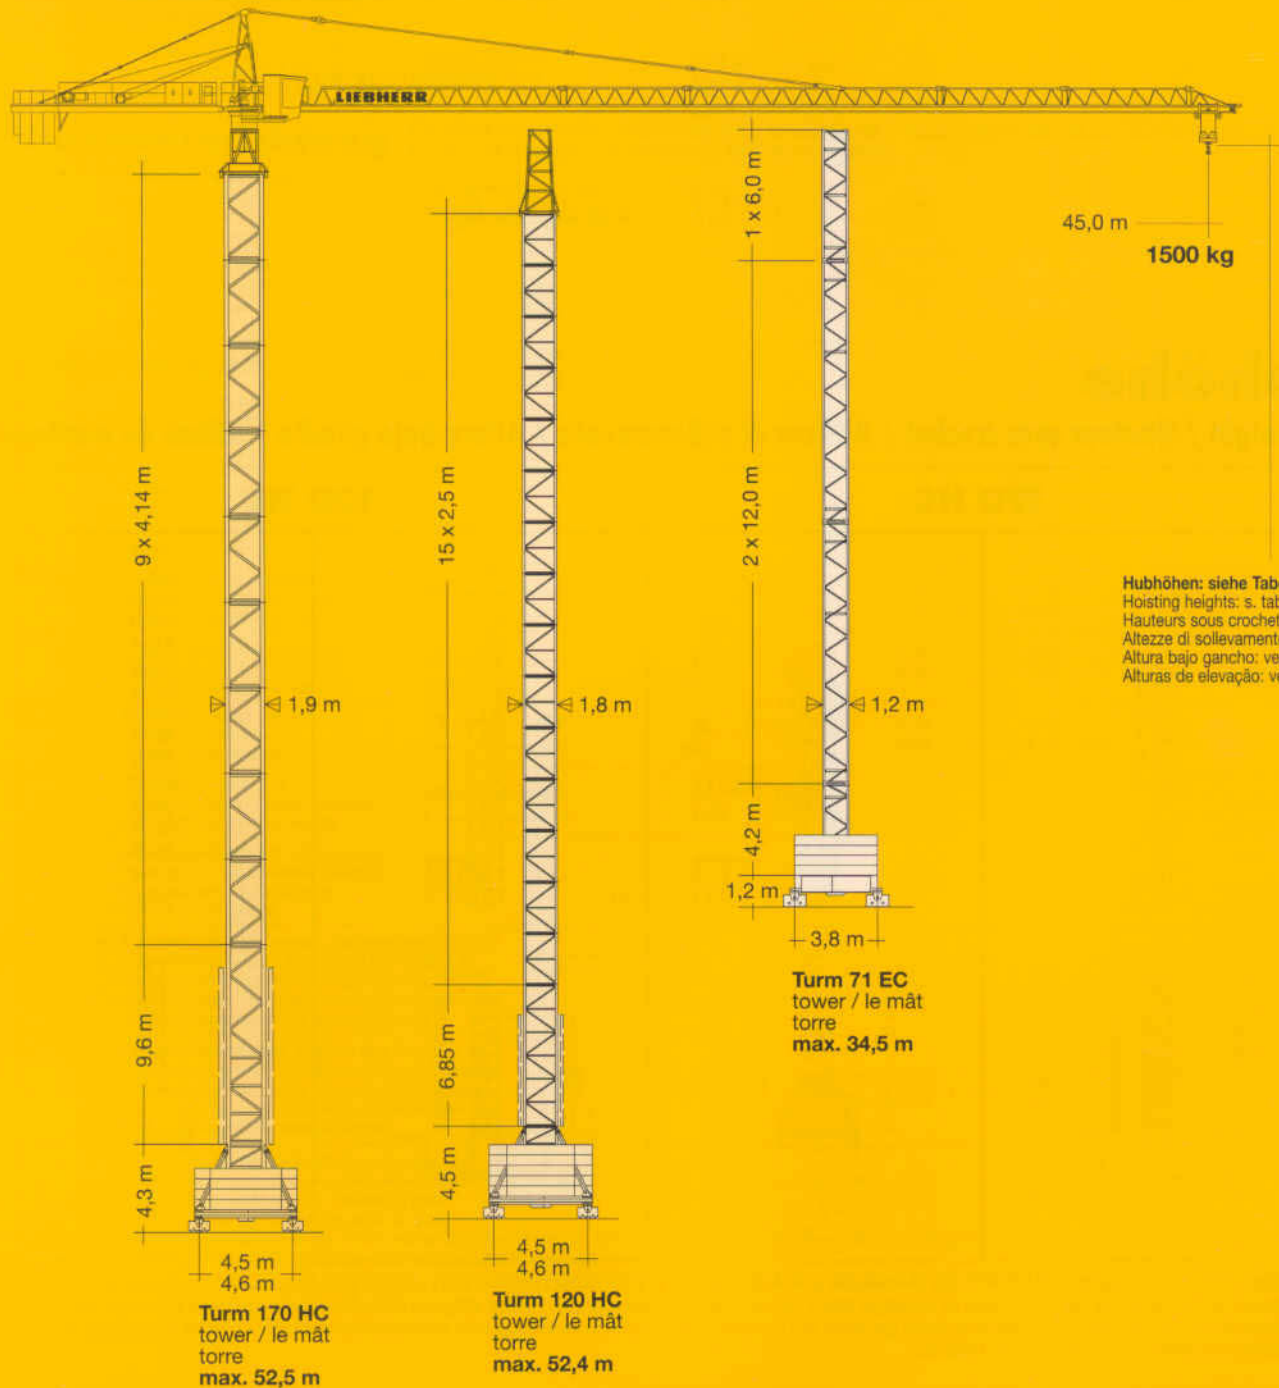 LIEBHERR
45,0 m
1500 kg
9 x 4,14 m
9,6 m
4,3 m
1,9 m
4,5 m
4,6 m
Turm 170 HC
tower / le mât
torre
max. 52,5 m
15 x 2,5 m
6,85 m
4,5 m
1,8 m
4,5 m
4,6 m
Turm 120 HC
tower / le mât
torre
max. 52,4 m
1 x 6,0 m
2 x 12,0 m
4,2 m
1,2 m
1,2 m
3,8 m
Turm 71 EC
tower / le mât
torre
max. 34,5 m
Hubhöhen: siehe Tab
Hoisting heights: s. tab
Hauteurs sous crochet
Altezze di sollevament
Altura bajo gancho: ve
Alturas de elevação: v